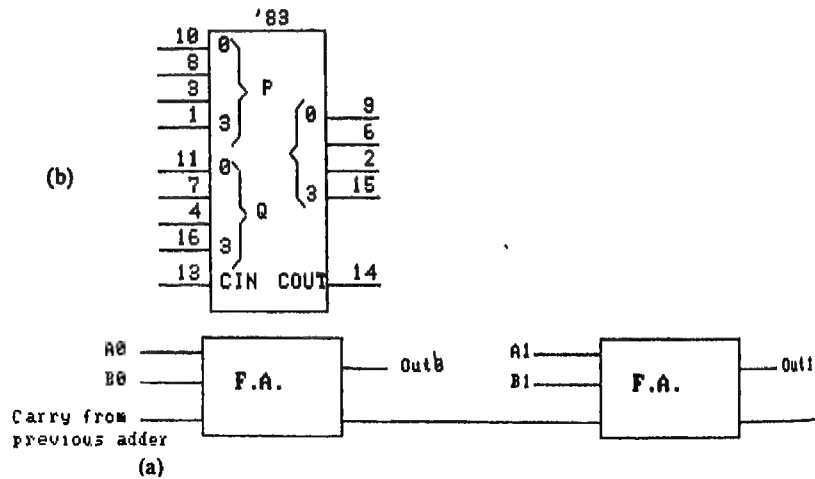 '83
10 0
8
3 P
1 3
0 9
6
2
3 15
(b)
11 0
7 Q
4
16 3
13 CIN COUT 14
A0
B0
F.A.
Out0
Carry from
previous adder
A1
B1
F.A.
Out1
(a)